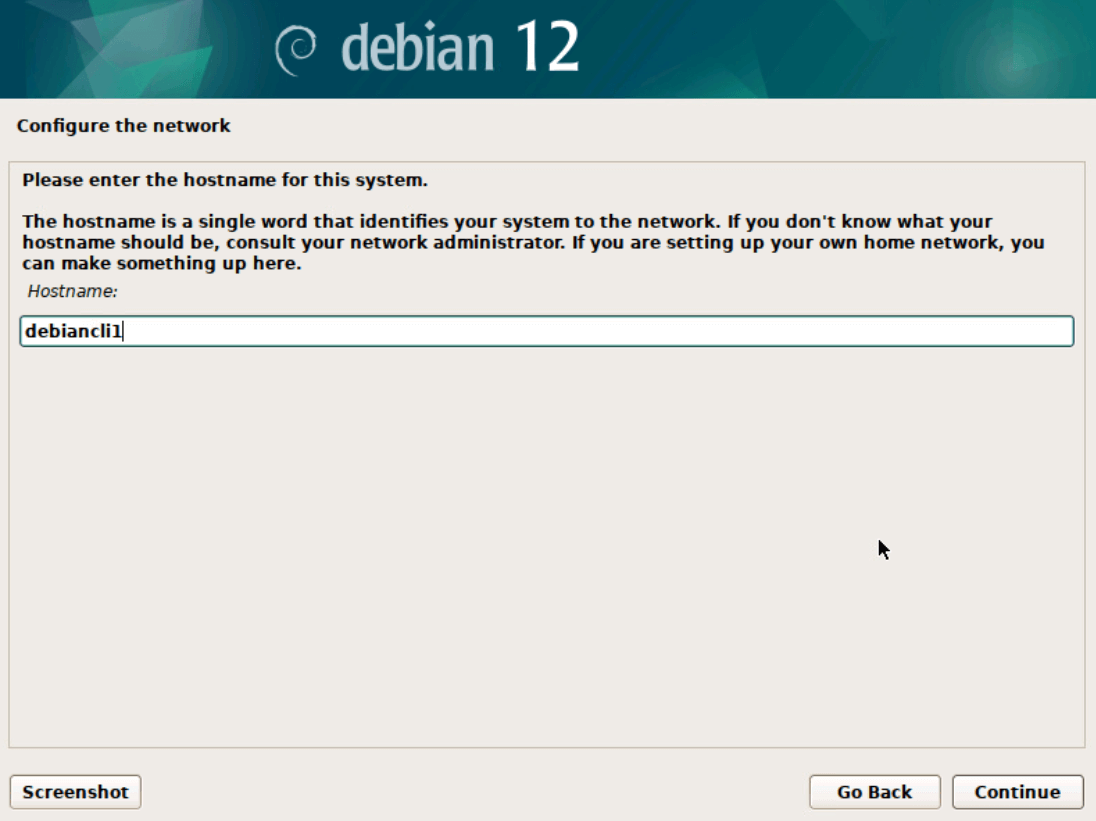 debian 12
Configure the network
Please enter the hostname for this system.
The hostname is a single word that identifies your system to the network. If you don't know what your
hostname should be, consult your network administrator. If you are setting up your own home network, you
can make something up here.
Hostname:
debiancli1
Screenshot
Go Back
Continue